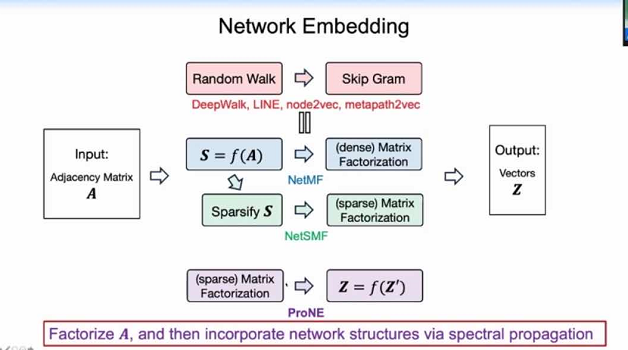 Network Embedding
Random Walk
Skip Gram
DeepWalk, LINE, node2vec, metapath2vec
Input:
Adjacency Matrix
A
S = f(A)
(dense) Matrix
Factorization
NetMF
Sparsify S
(sparse) Matrix
Factorization
NetSMF
Output:
Vectors
Z
(sparse) Matrix
Factorization
Z = f(Z′)
ProNE
Factorize A, and then incorporate network structures via spectral propagation